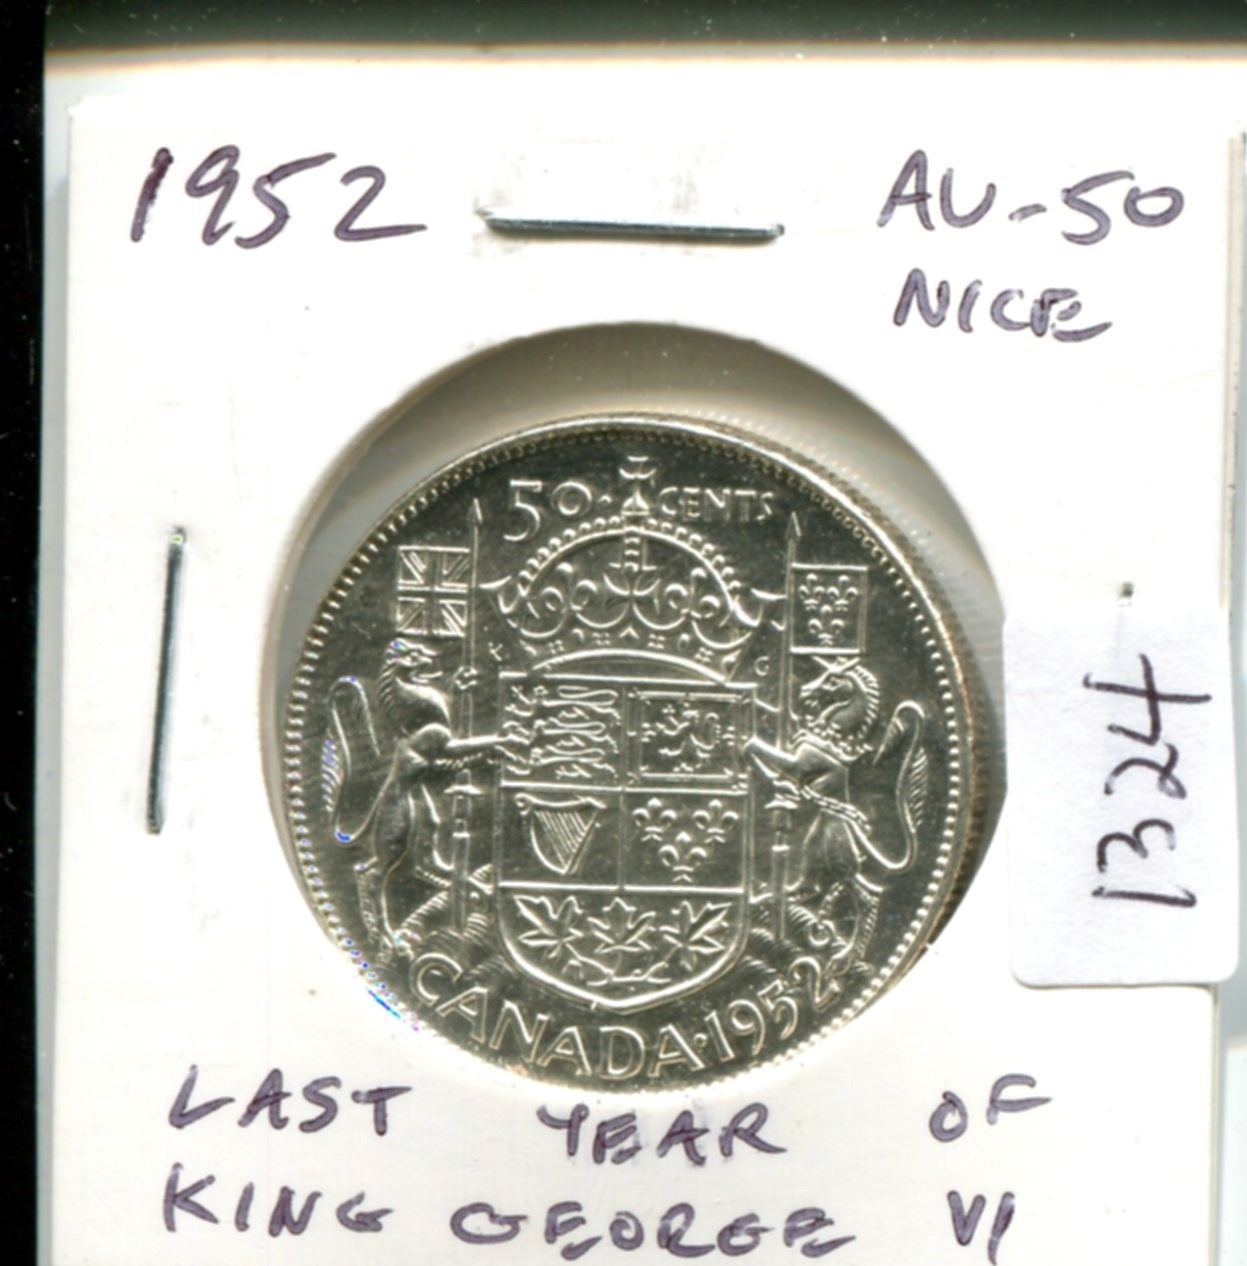 1952
AU-50
NICE
50 · CENTS
K G
CANADA · 1952
1324
LAST YEAR OF
KING GEORGE VI